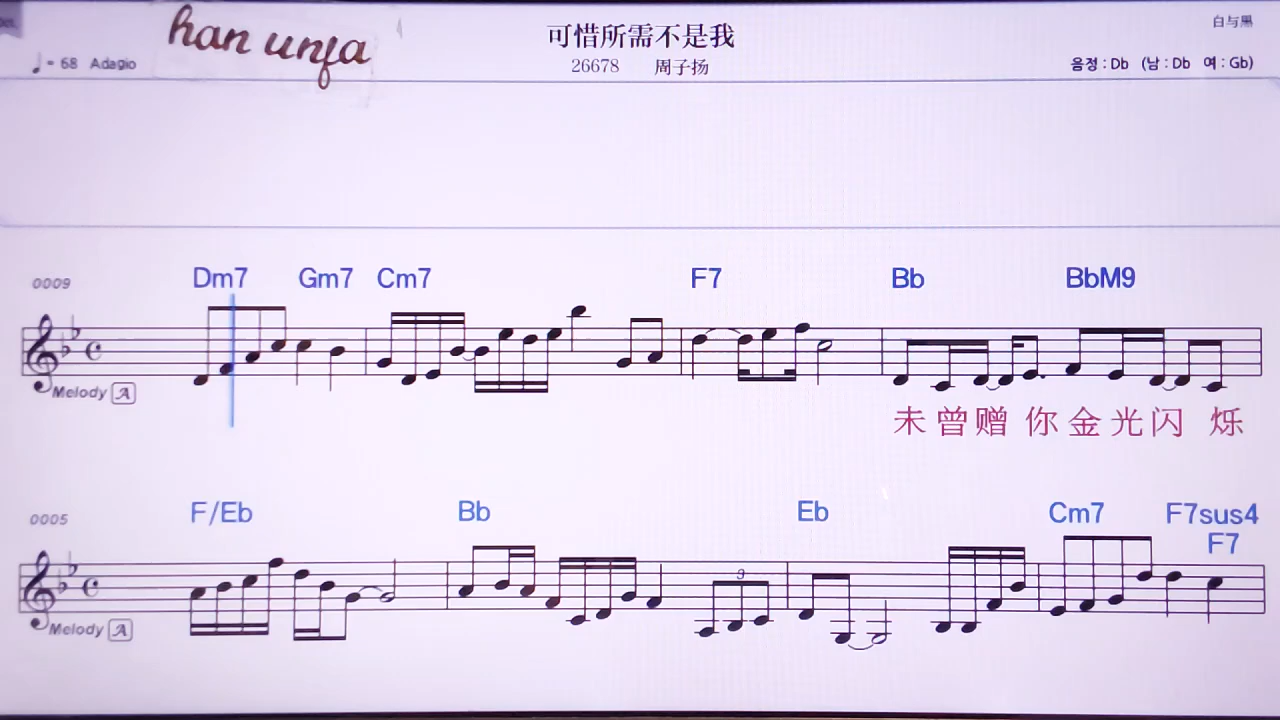 han unfa
可惜所需不是我
白与黑
♩= 68 Adagio
26678 周子扬
음정 : Db (남 : Db 여 : Gb)
0009 Dm7 Gm7 Cm7 F7 Bb BbM9
Melody A
未曾赠你金光闪烁
0005 F/Eb Bb Eb Cm7 F7sus4
F7
3
Melody A